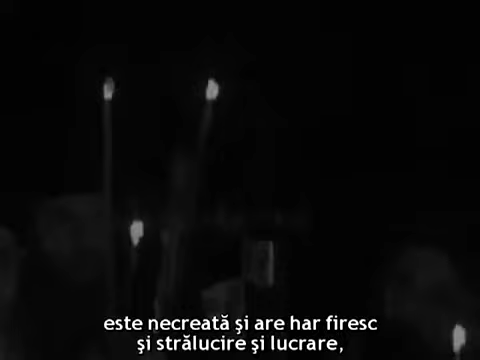 este necreată şi are har firesc
şi strălucire şi lucrare,